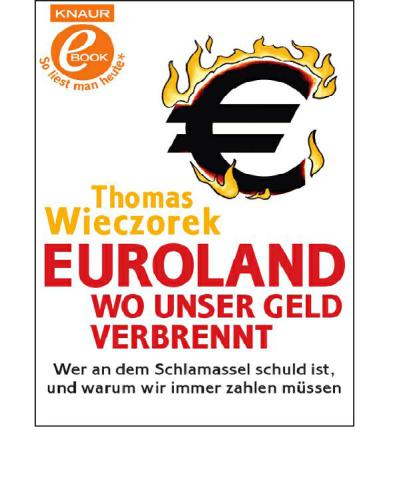 KNAUR
e
BOOK
So liest man heute*
€
Thomas
Wieczorek
EUROLAND
WO UNSER GELD
VERBRENNT
Wer an dem Schlamassel schuld ist,
und warum wir immer zahlen müssen